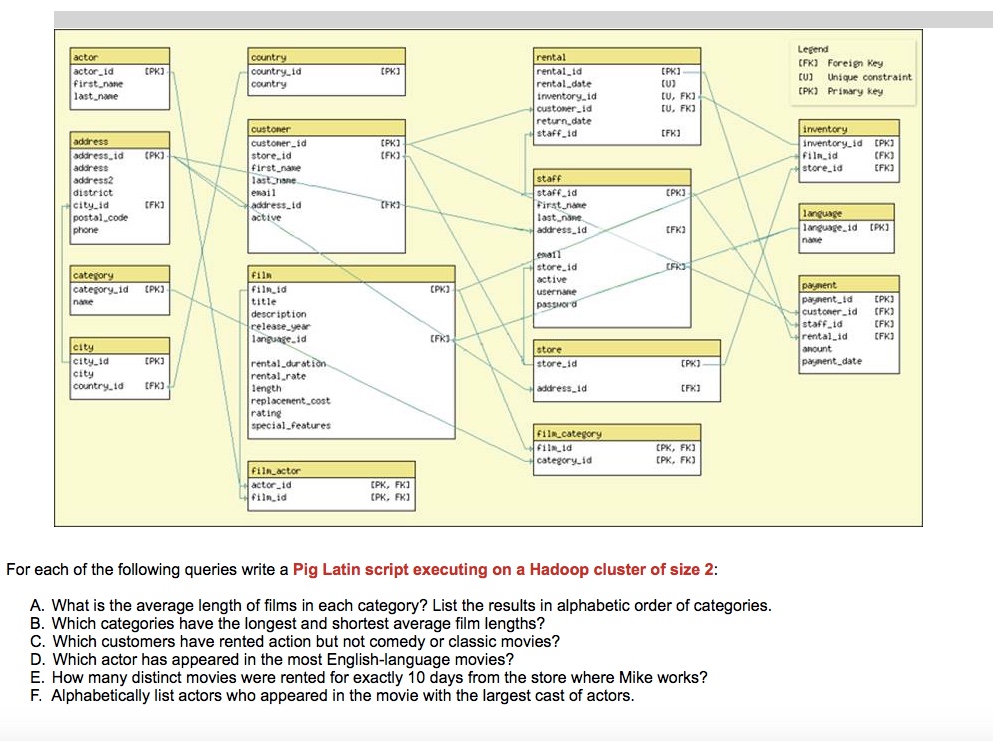 actor
actor_id [PK]
first_name
last_name
address
address_id [PK]
address
address2
district
city_id [FK]
postal_code
phone
category
category_id [PK]
name
city
city_id [PK]
city
country_id [FK]
country
country_id [PK]
country
customer
customer_id [PK]
store_id [FK]
first_name
last_name
email
address_id [FK]
active
film
film_id [PK]
title
description
release_year
language_id [FK]
rental_duration
rental_rate
length
replacement_cost
rating
special_features
film_actor
actor_id [PK, FK]
film_id [PK, FK]
rental
rental_id [PK]
rental_date [U]
inventory_id [U, FK]
customer_id [U, FK]
return_date
staff_id [FK]
staff
staff_id [PK]
first_name
last_name
address_id [FK]
email
store_id [FK]
active
username
password
store
store_id [PK]
address_id [FK]
film_category
film_id [PK, FK]
category_id [PK, FK]
Legend
[FK] Foreign Key
[U] Unique constraint
[PK] Primary key
inventory
inventory_id [PK]
film_id [FK]
store_id [FK]
language
language_id [PK]
name
payment
payment_id [PK]
customer_id [FK]
staff_id [FK]
rental_id [FK]
amount
payment_date
For each of the following queries write a Pig Latin script executing on a Hadoop cluster of size 2:
A. What is the average length of films in each category? List the results in alphabetic order of categories.
B. Which categories have the longest and shortest average film lengths?
C. Which customers have rented action but not comedy or classic movies?
D. Which actor has appeared in the most English-language movies?
E. How many distinct movies were rented for exactly 10 days from the store where Mike works?
F. Alphabetically list actors who appeared in the movie with the largest cast of actors.